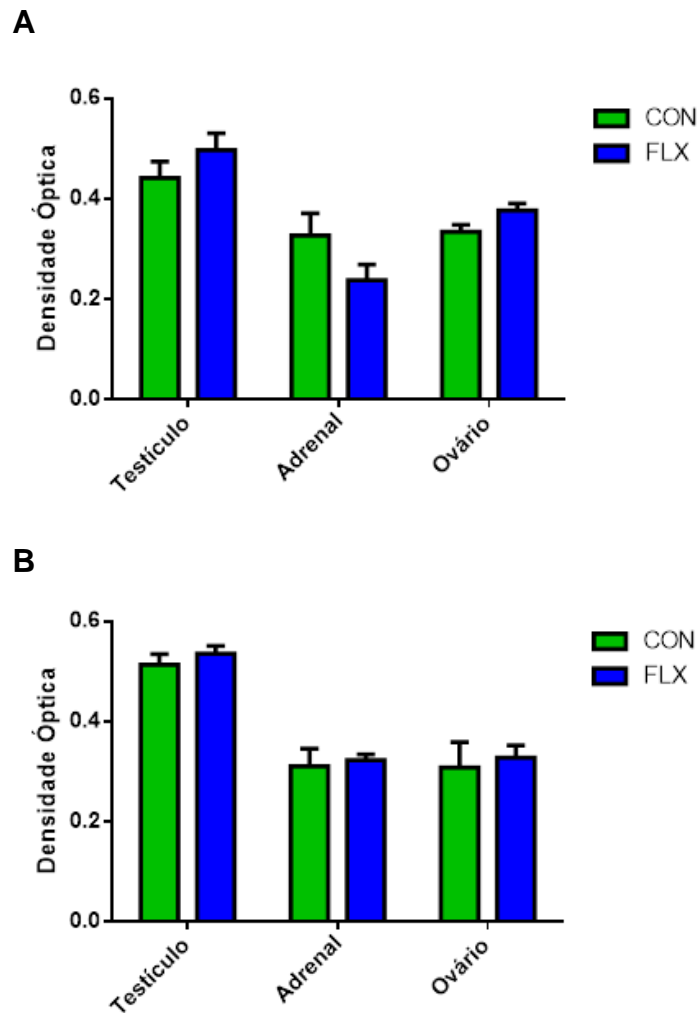 A
Densidade Óptica
0.6
0.4
0.2
0.0
CON
FLX
Testículo
Adrenal
Ovário
B
Densidade Óptica
0.6
0.4
0.2
0.0
CON
FLX
Testículo
Adrenal
Ovário